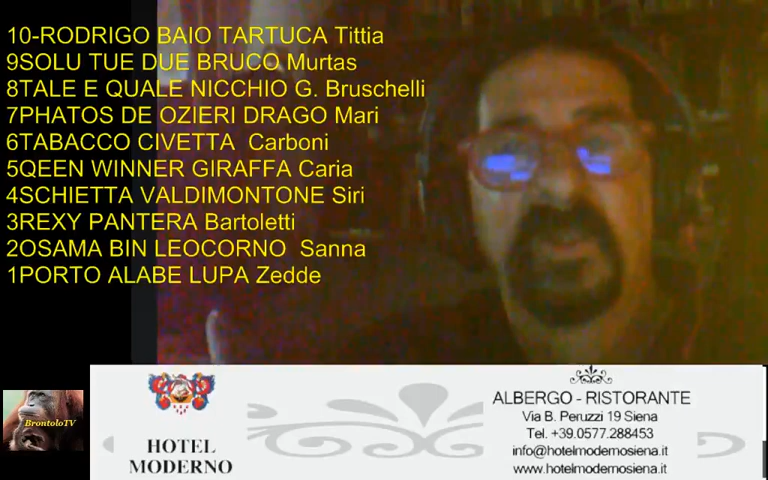 10-RODRIGO BAIO TARTUCA Tittia
9SOLU TUE DUE BRUCO Murtas
8TALE E QUALE NICCHIO G. Bruschelli
7PHATOS DE OZIERI DRAGO Mari
6TABACCO CIVETTA Carboni
5QEEN WINNER GIRAFFA Caria
4SCHIETTA VALDIMONTONE Siri
3REXY PANTERA Bartoletti
2OSAMA BIN LEOCORNO Sanna
1PORTO ALABE LUPA Zedde
BrontoloTV
HOTEL
MODERNO
ALBERGO - RISTORANTE
Via B. Peruzzi 19 Siena
Tel. +39.0577.288453
info@hotelmodernosiena.it
www.hotelmodernosiena.it